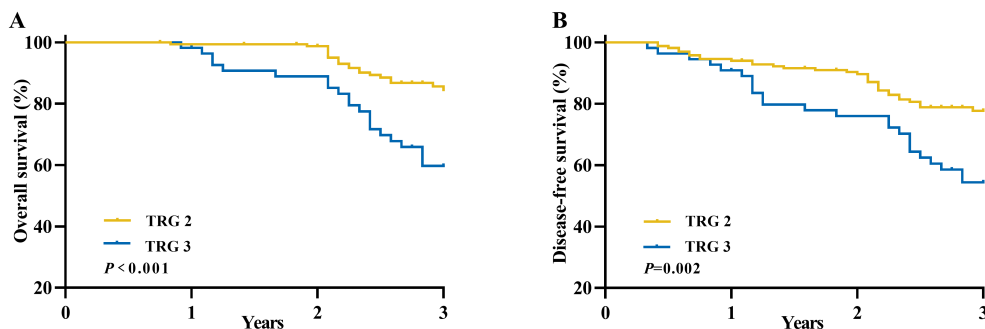 A
Overall survival (%)
100
80
60
40
20
TRG 2
TRG 3
P < 0.001
0
1
2
3
Years
B
Disease-free survival (%)
100
80
60
40
20
TRG 2
TRG 3
P=0.002
0
1
2
3
Years